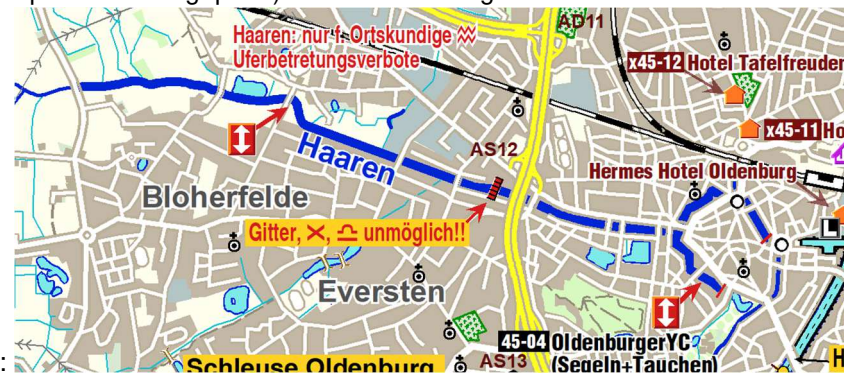 Haaren: nur f. Ortskundige
Uferbetretungsverbote
AD11
x45-12 Hotel Tafelfreuden
x45-11 Ho
AS12
Haaren
Hermes Hotel Oldenburg
Bloherfelde
Gitter, ✕, ♎ unmöglich!!
Eversten
45-04 OldenburgerYC
(Segeln+Tauchen)
:
Schleuse Oldenburg
AS13
H